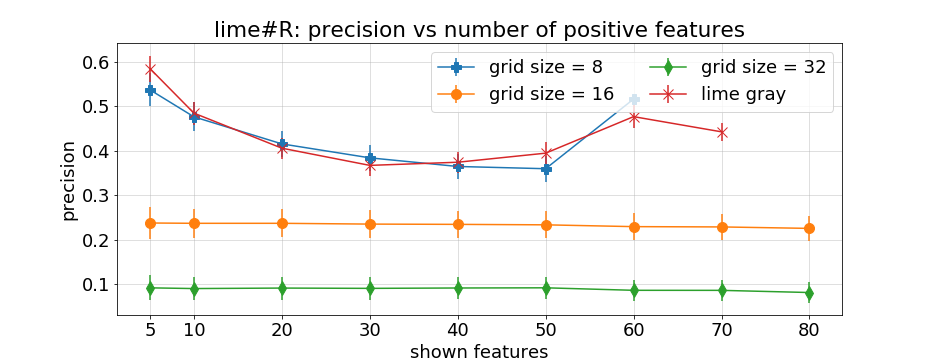 lime#R: precision vs number of positive features
grid size = 8
grid size = 16
grid size = 32
lime gray
precision
0.6
0.5
0.4
0.3
0.2
0.1
5 10 20 30 40 50 60 70 80
shown features